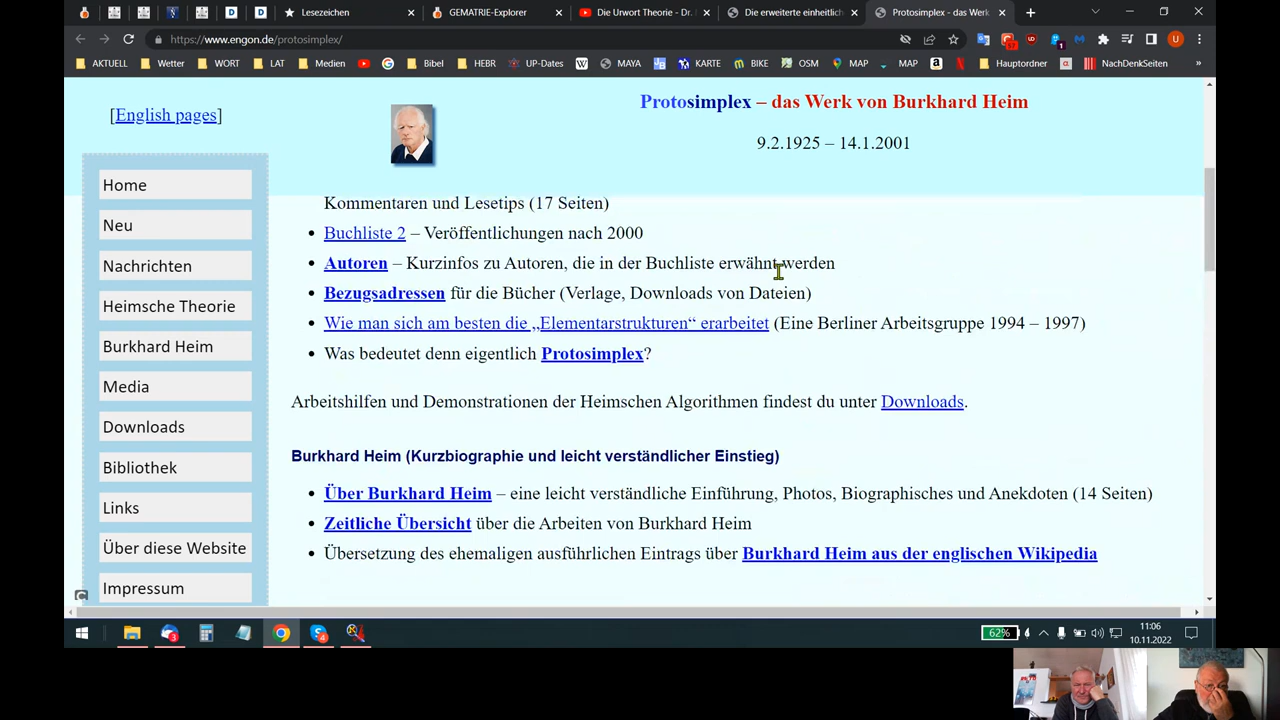 Lesezeichen
GEMATRIE-Explorer
Die Urwort Theorie - Dr.
Die erweiterte einheitlich
Protosimplex - das Werk
https://www.engon.de/protosimplex/
AKTUELL
Wetter
WORT
LAT
Medien
Bibel
HEBR
UP-Dates
MAYA
KARTE
BIKE
OSM
MAP
MAP
Hauptordner
NachDenkSeiten
[English pages]
Protosimplex – das Werk von Burkhard Heim
9.2.1925 – 14.1.2001
Home
Neu
Nachrichten
Heimsche Theorie
Burkhard Heim
Media
Downloads
Bibliothek
Links
Über diese Website
Impressum
Kommentaren und Lesetips (17 Seiten)
Buchliste 2 – Veröffentlichungen nach 2000
Autoren – Kurzinfos zu Autoren, die in der Buchliste erwähnt werden
Bezugsadressen für die Bücher (Verlage, Downloads von Dateien)
Wie man sich am besten die „Elementarstrukturen“ erarbeitet (Eine Berliner Arbeitsgruppe 1994 – 1997)
Was bedeutet denn eigentlich Protosimplex?
Arbeitshilfen und Demonstrationen der Heimschen Algorithmen findest du unter Downloads.
Burkhard Heim (Kurzbiographie und leicht verständlicher Einstieg)
Über Burkhard Heim – eine leicht verständliche Einführung, Photos, Biographisches und Anekdoten (14 Seiten)
Zeitliche Übersicht über die Arbeiten von Burkhard Heim
Übersetzung des ehemaligen ausführlichen Eintrags über Burkhard Heim aus der englischen Wikipedia
62%
11:06
10.11.2022